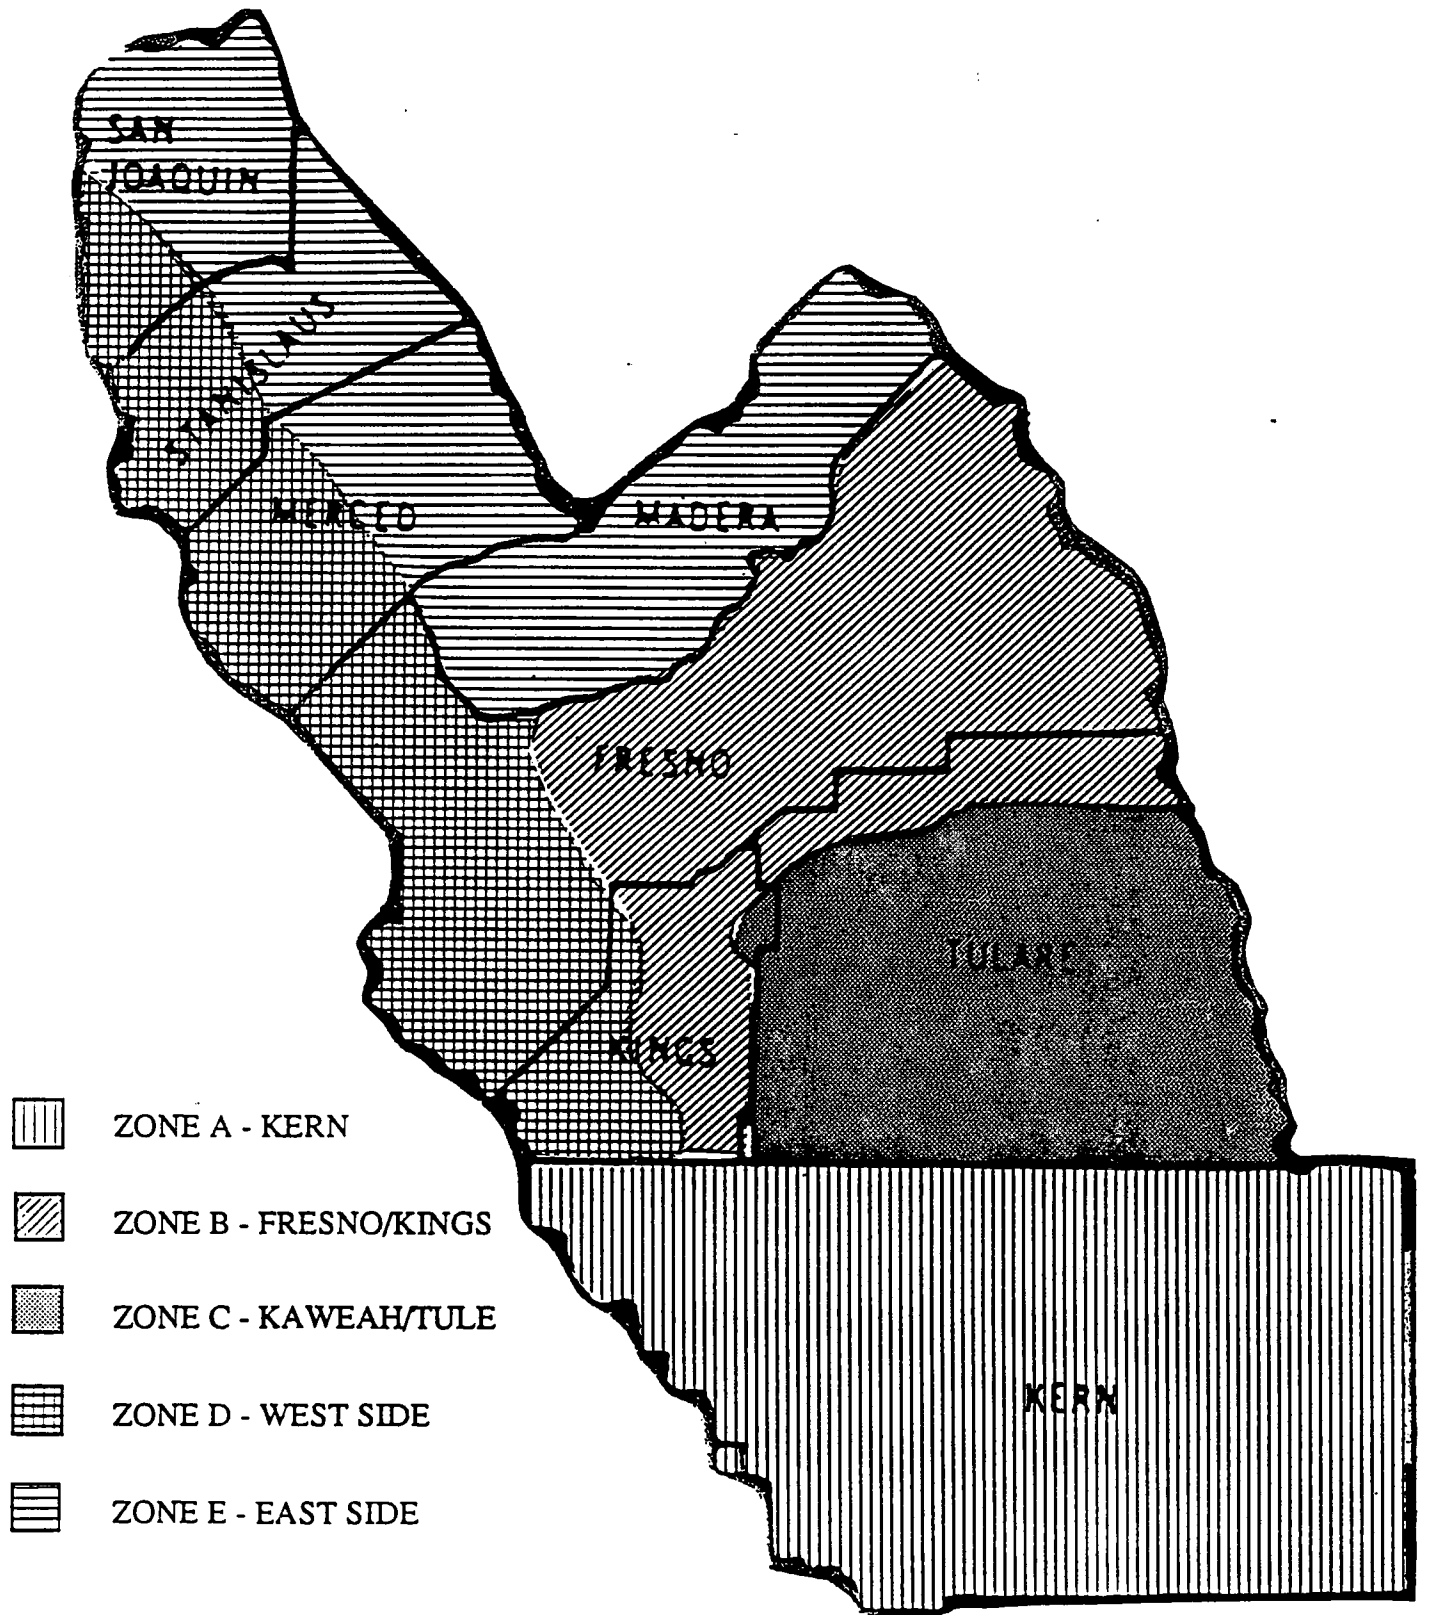 SAN
JOAQUIN
STANISLAUS
MERCED
MADERA
FRESNO
TULARE
KINGS
ZONE A - KERN
ZONE B - FRESNO/KINGS
ZONE C - KAWEAH/TULE
ZONE D - WEST SIDE
ZONE E - EAST SIDE
KERN